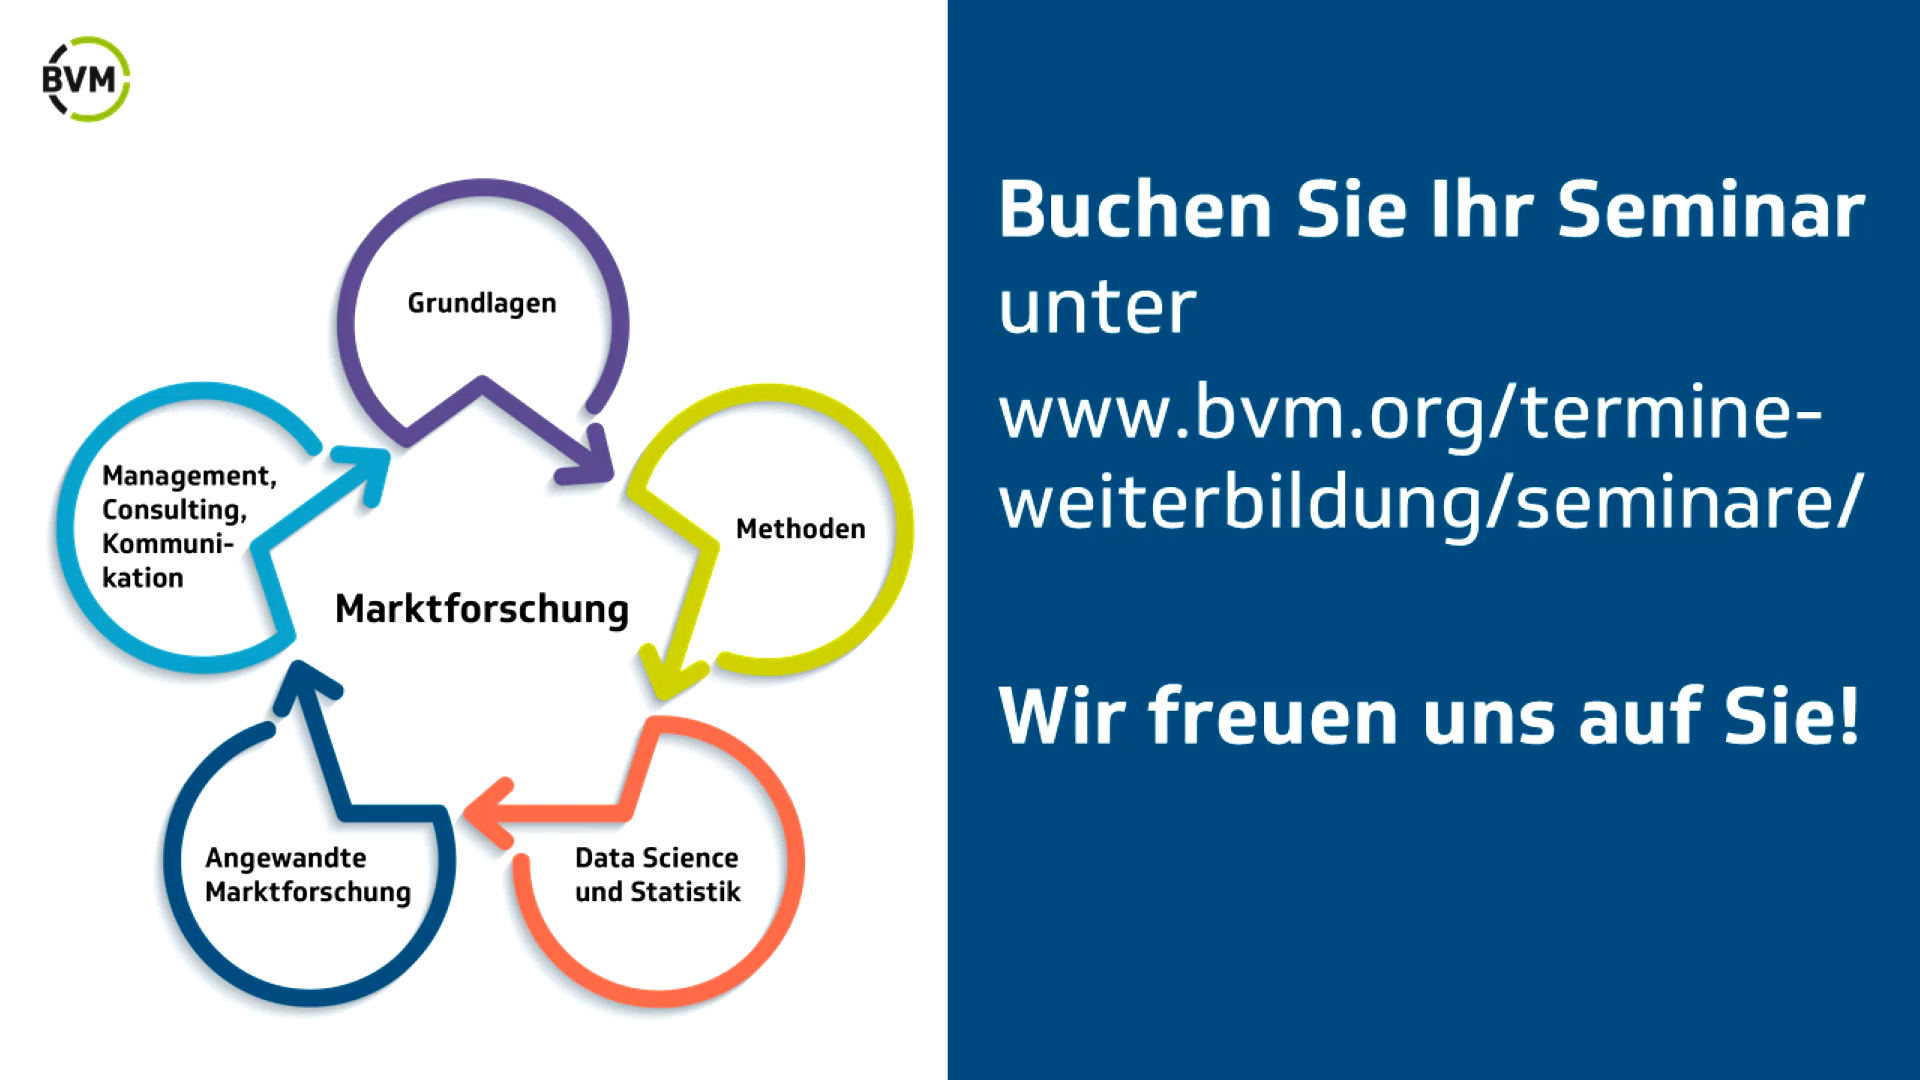 BVM
Grundlagen
Methoden
Management,
Consulting,
Kommuni-
kation
Marktforschung
Angewandte
Marktforschung
Data Science
und Statistik
Buchen Sie Ihr Seminar
unter
www.bvm.org/termine-
weiterbildung/seminare/
Wir freuen uns auf Sie!